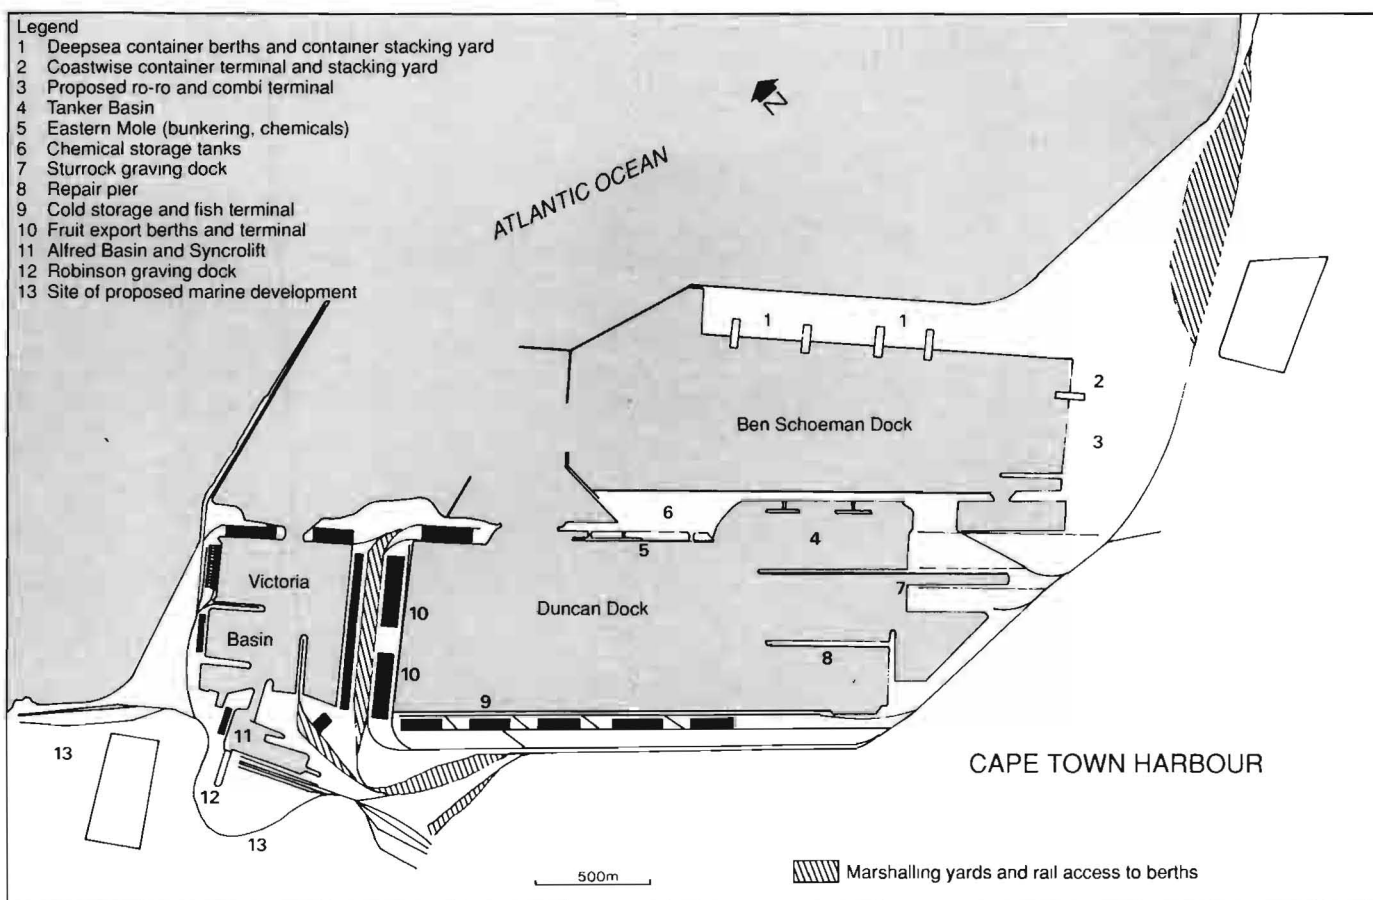 Legend
1 Deepsea container berths and container stacking yard
2 Coastwise container terminal and stacking yard
3 Proposed ro-ro and combi terminal
4 Tanker Basin
5 Eastern Mole (bunkering, chemicals)
6 Chemical storage tanks
7 Sturrock graving dock
8 Repair pier
9 Cold storage and fish terminal
10 Fruit export berths and terminal
11 Alfred Basin and Syncrolift
12 Robinson graving dock
13 Site of proposed marine development
N
ATLANTIC OCEAN
1 1
2
Ben Schoeman Dock
3
6
4
5
Victoria
7
10
Duncan Dock
Basin
8
10
9
11
13
CAPE TOWN HARBOUR
12
13
500m
Marshalling yards and rail access to berths